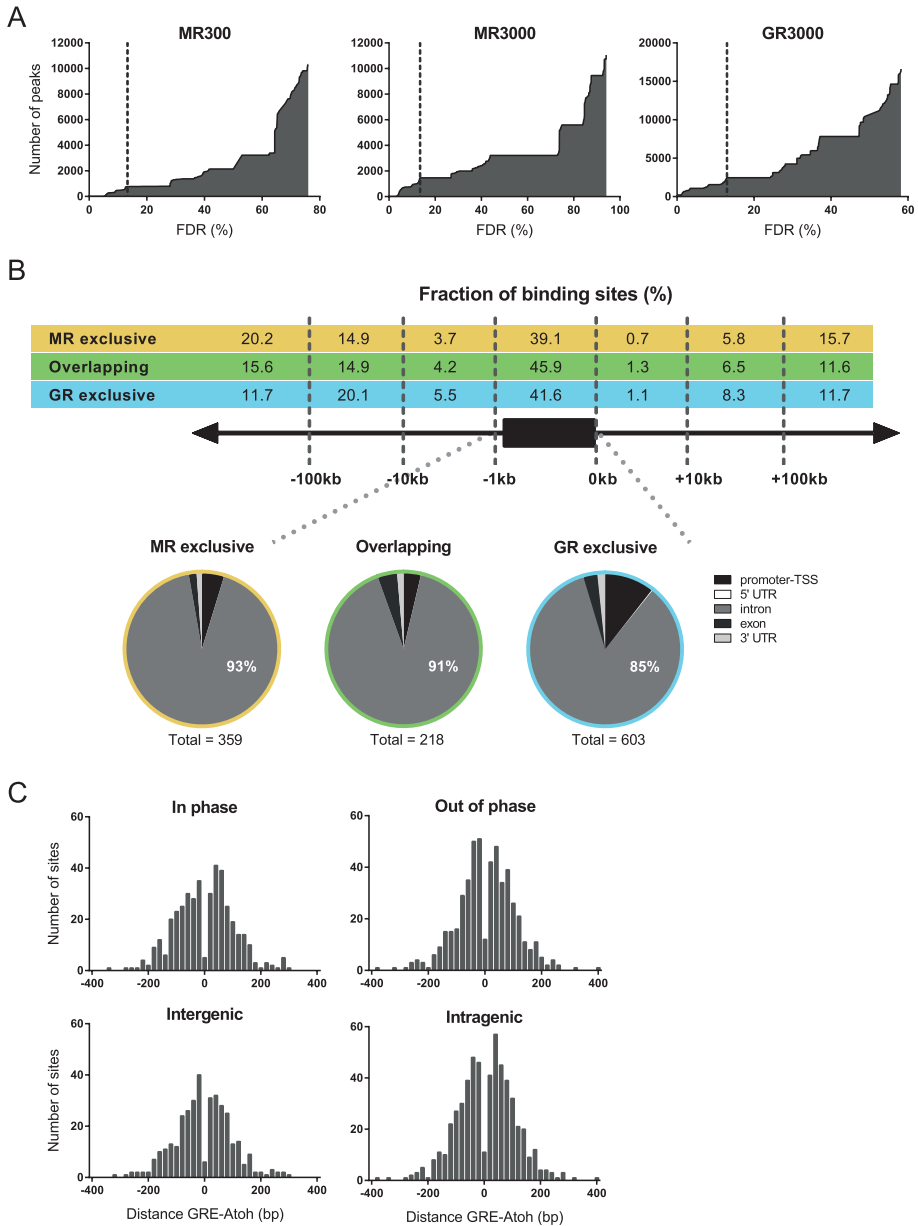 A
MR300
MR3000
GR3000
Number of peaks
12000
10000
8000
6000
4000
2000
0
0 20 40 60 80
FDR (%)
12000
10000
8000
6000
4000
2000
0
0 20 40 60 80 100
FDR (%)
20000
15000
10000
5000
0
0 20 40 60
FDR (%)
B
Fraction of binding sites (%)
MR exclusive 20.2 14.9 3.7 39.1 0.7 5.8 15.7
Overlapping 15.6 14.9 4.2 45.9 1.3 6.5 11.6
GR exclusive 11.7 20.1 5.5 41.6 1.1 8.3 11.7
-100kb -10kb -1kb 0kb +10kb +100kb
MR exclusive Overlapping GR exclusive
93% 91% 85%
Total = 359 Total = 218 Total = 603
promoter-TSS
5' UTR
intron
exon
3' UTR
C
In phase
Number of sites
60
40
20
0
-400 -200 0 200 400
Out of phase
60
40
20
0
-400 -200 0 200 400
Intergenic
Number of sites
60
40
20
0
-400 -200 0 200 400
Distance GRE-Atoh (bp)
Intragenic
60
40
20
0
-400 -200 0 200 400
Distance GRE-Atoh (bp)